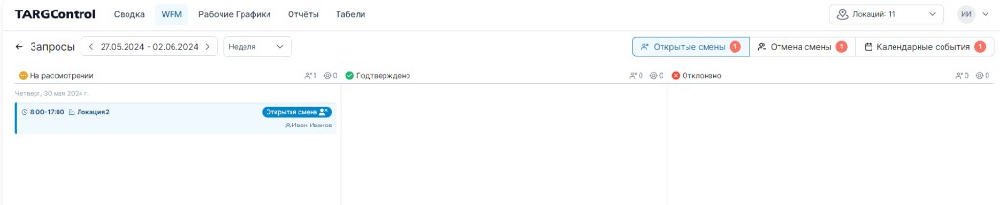 TARGControl Сводка WFM Рабочие Графики Отчёты Табели Локаций: 11 ИИ
Запросы 27.05.2024 - 02.06.2024 Неделя Открытые смены 1 Отмена смены 1 Календарные события 1
На рассмотрении 1 0 Подтверждено 0 0 Отклонено 0 0
Четверг, 30 мая 2024 г.
8:00-17:00 Локация 2 Открытая смена
Иван Иванов